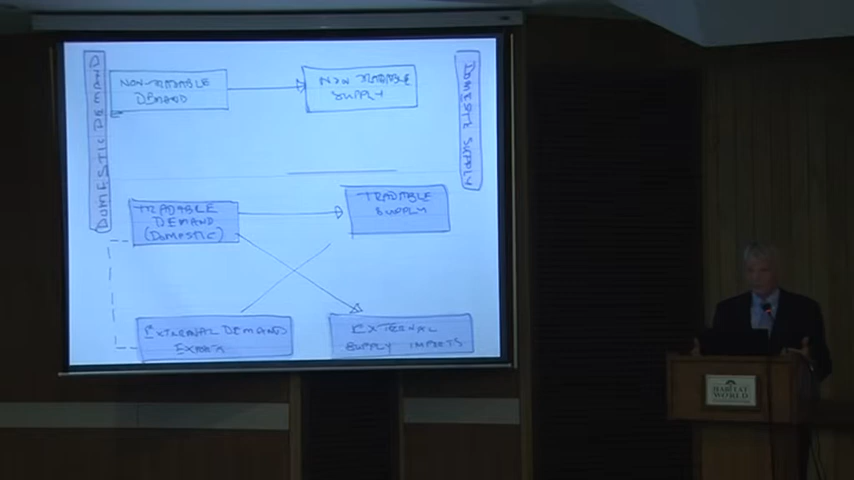 DOMESTIC DEMAND
NON-TRADABLE
DEMAND
NON TRADABLE
SUPPLY
DOMESTIC SUPPLY
TRADABLE
DEMAND
(DOMESTIC)
TRADABLE
SUPPLY
EXTERNAL DEMAND
EXPORTS
EXTERNAL
SUPPLY IMPORTS
HABITAT
WORLD